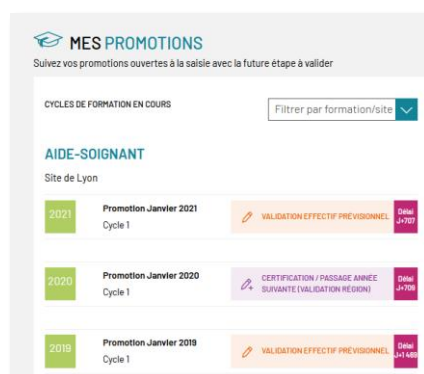 MES PROMOTIONS
Suivez vos promotions ouvertes à la saisie avec la future étape à valider
CYCLES DE FORMATION EN COURS
Filtrer par formation/site
AIDE-SOIGNANT
Site de Lyon
2021
Promotion Janvier 2021
Cycle 1
VALIDATION EFFECTIF PRÉVISIONNEL
Délai
J+707
2020
Promotion Janvier 2020
Cycle 1
CERTIFICATION / PASSAGE ANNÉE
SUIVANTE (VALIDATION RÉGION)
Délai
J+709
2019
Promotion Janvier 2019
Cycle 1
VALIDATION EFFECTIF PRÉVISIONNEL
Délai
J+1 469